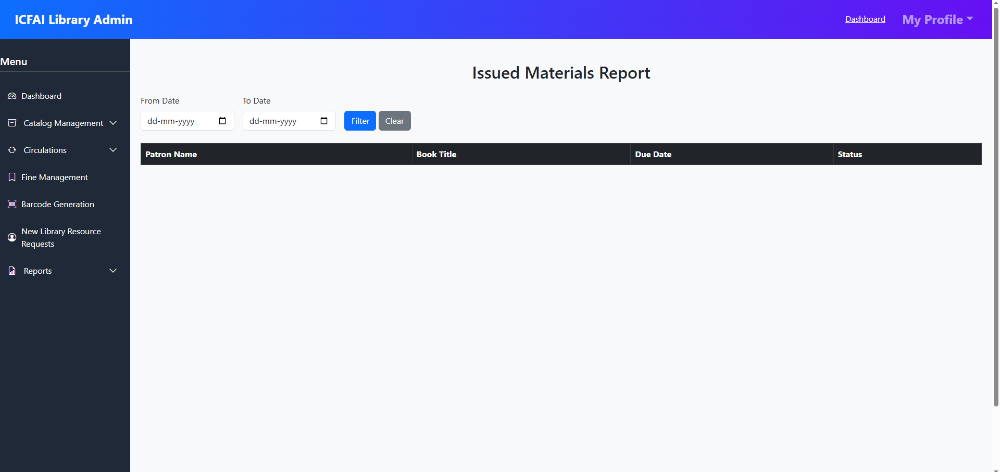 ICFAI Library Admin
Dashboard
My Profile
Menu
Dashboard
Catalog Management
Circulations
Fine Management
Barcode Generation
New Library Resource
Requests
Reports
Issued Materials Report
From Date
To Date
dd-mm-yyyy
dd-mm-yyyy
Filter
Clear
Patron Name
Book Title
Due Date
Status